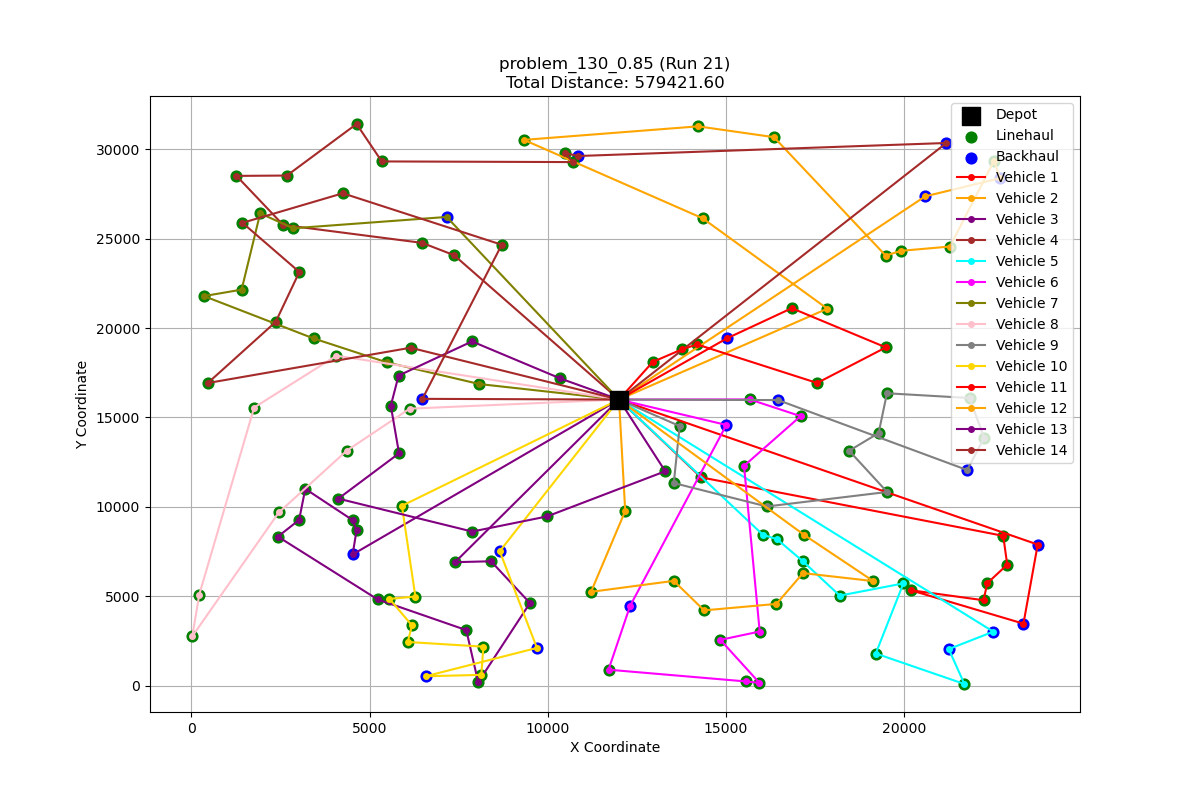 problem_130_0.85 (Run 21)
Total Distance: 579421.60
Y Coordinate
30000
25000
20000
15000
10000
5000
0
0
5000
10000
15000
20000
X Coordinate
Depot
Linehaul
Backhaul
Vehicle 1
Vehicle 2
Vehicle 3
Vehicle 4
Vehicle 5
Vehicle 6
Vehicle 7
Vehicle 8
Vehicle 9
Vehicle 10
Vehicle 11
Vehicle 12
Vehicle 13
Vehicle 14